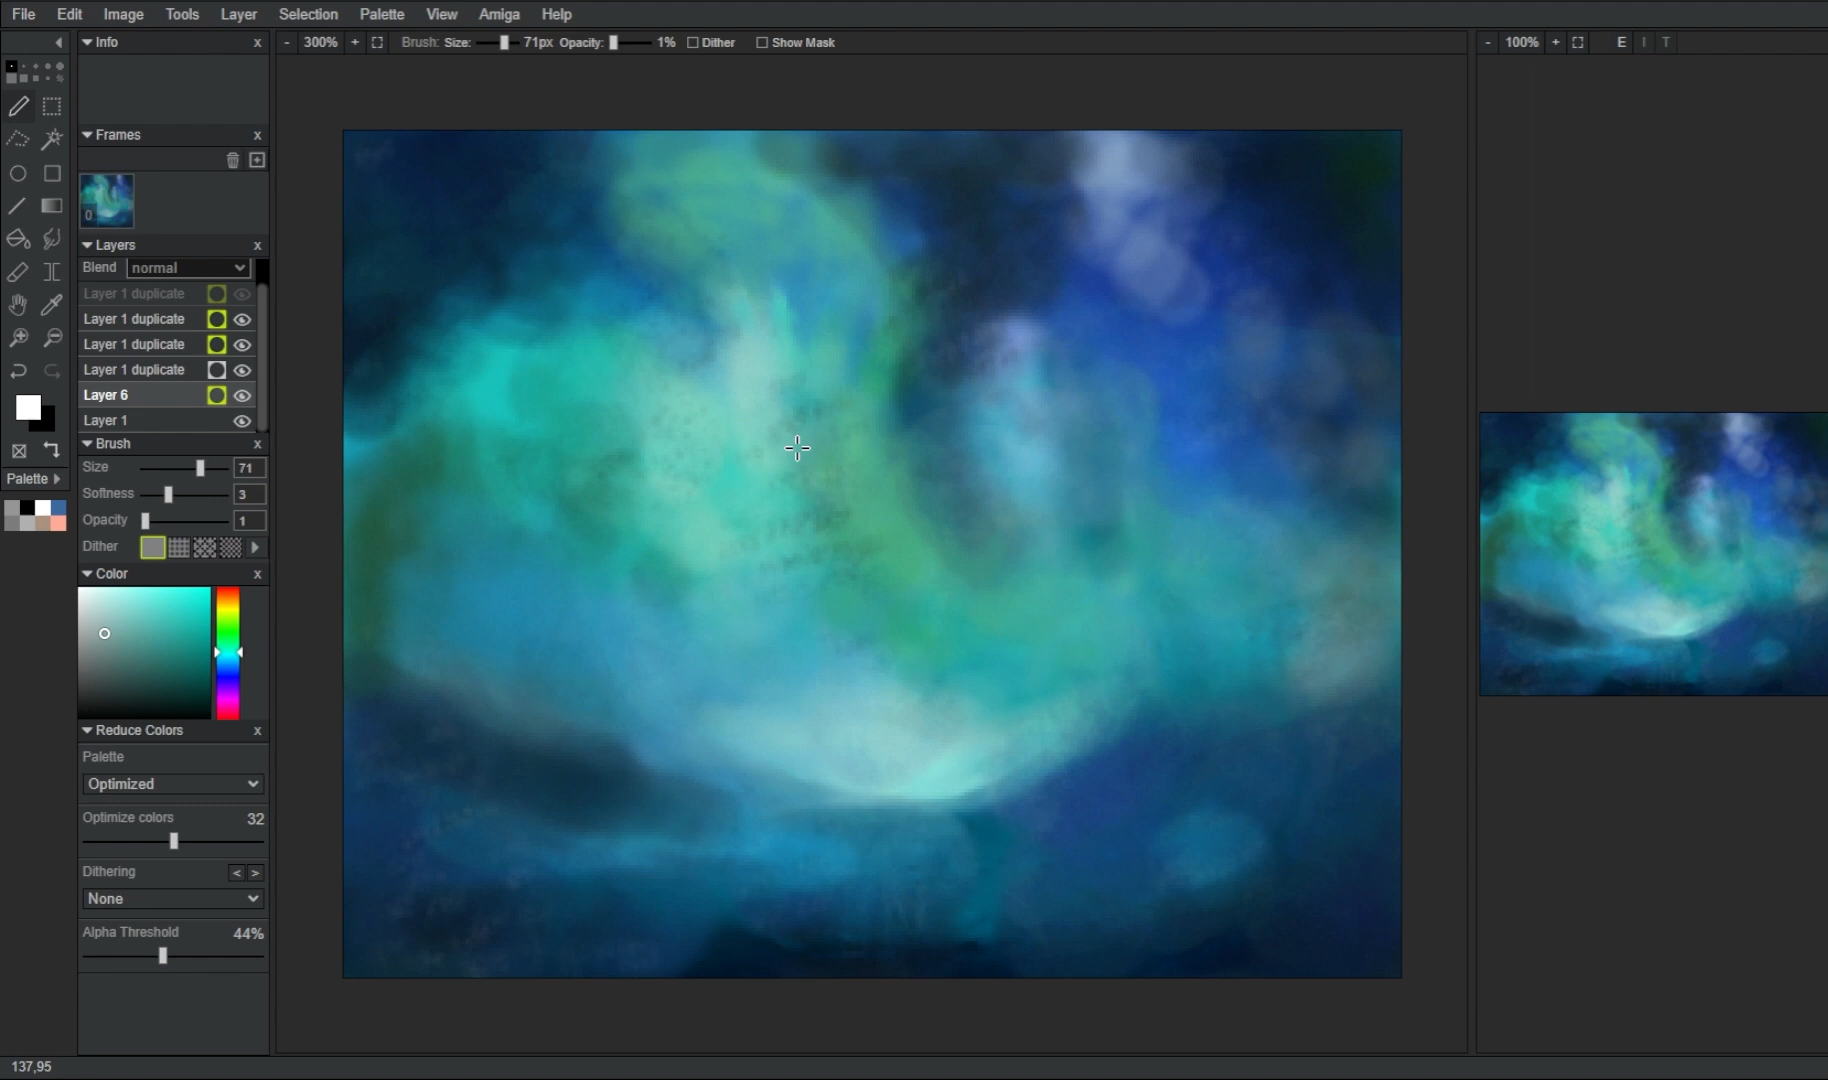 File Edit Image Tools Layer Selection Palette View Amiga Help
Info x
- 300% + Brush: Size: 71px Opacity: 1% Dither Show Mask
- 100% + E I T
Frames x
0
Layers x
Blend normal
Layer 1 duplicate
Layer 1 duplicate
Layer 1 duplicate
Layer 1 duplicate
Layer 6
Layer 1
Brush x
Size 71
Palette
Softness 3
Opacity 1
Dither
Color x
Reduce Colors x
Palette
Optimized
Optimize colors 32
Dithering < >
None
Alpha Threshold 44%
137,95